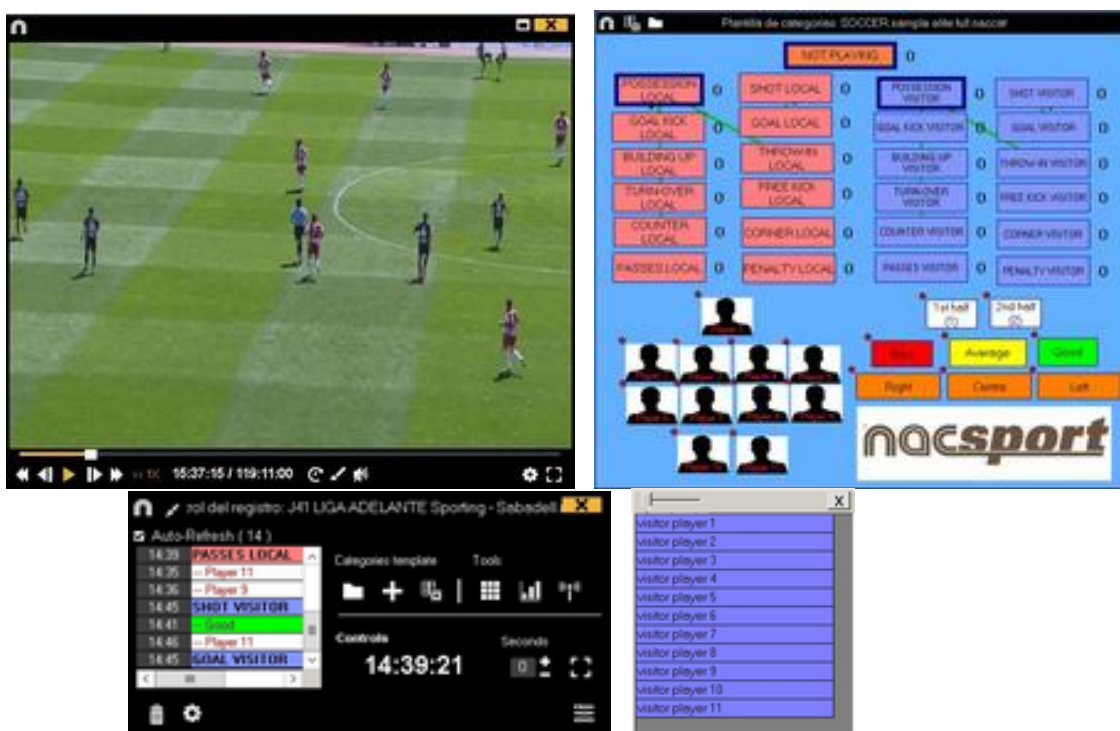 Plantilla de categories: SOCCER sample elite full naccer
NOT PLAYING 0
POSSESSION LOCAL 0
SHOT LOCAL 0
POSSESSION VISITOR 0
SHOT VISITOR 0
GOAL KICK LOCAL 0
GOAL LOCAL 0
GOAL KICK VISITOR 0
GOAL VISITOR 0
BUILDING UP LOCAL 0
THROW-IN LOCAL 0
BUILDING UP VISITOR 0
THROW-IN VISITOR 0
TURN-OVER LOCAL 0
FREE KICK LOCAL 0
TURN-OVER VISITOR 0
FREE KICK VISITOR 0
COUNTER LOCAL 0
CORNER LOCAL 0
COUNTER VISITOR 0
CORNER VISITOR 0
PASSES LOCAL 0
PENALTY LOCAL 0
PASSES VISITOR 0
PENALTY VISITOR 0
1st half
2nd half
Average
Good
Right
Centre
Left
nacsport
1X 15:37:15 / 119:11:00
rol del registro: J41 LIGA ADELANTE Sporting - Sabadell
X
Auto-Refresh ( 14 )
14:39 PASSES LOCAL
14:35 -- Player 11
14:36 -- Player 9
14:45 SHOT VISITOR
14:41 -- Good
14:46 -- Player 11
14:45 GOAL VISITOR
Categories template
Tools
Controls
Seconds
14:39:21
0
X
visitor player 1
visitor player 2
visitor player 3
visitor player 4
visitor player 5
visitor player 6
visitor player 7
visitor player 8
visitor player 9
visitor player 10
visitor player 11